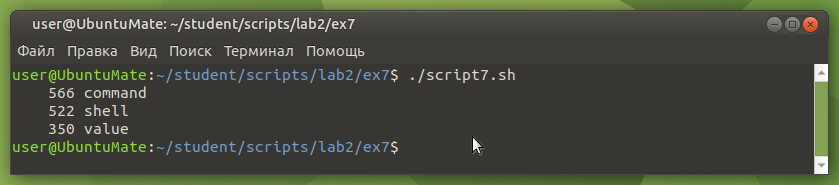 user@UbuntuMate: ~/student/scripts/lab2/ex7
Файл Правка Вид Поиск Терминал Помощь
user@UbuntuMate:~/student/scripts/lab2/ex7$ ./script7.sh
    566 command
    522 shell
    350 value
user@UbuntuMate:~/student/scripts/lab2/ex7$